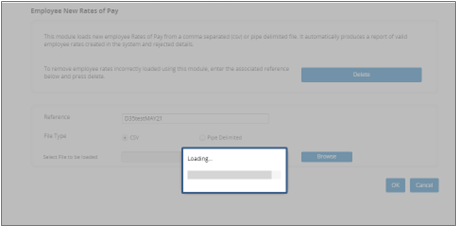 Employee New Rates of Pay
This module loads new employee Rates of Pay from a comma separated csv or pipe delimited file. It automatically produces a report of valid
employee rates created in the system and rejected details.
To remove employee rates incorrectly loaded using this module, enter the associated reference
below and press delete.
Delete
Reference
File Type
CSV
Pipe Delimited
Select file to be loaded
Browse
Loading...
OK
Cancel